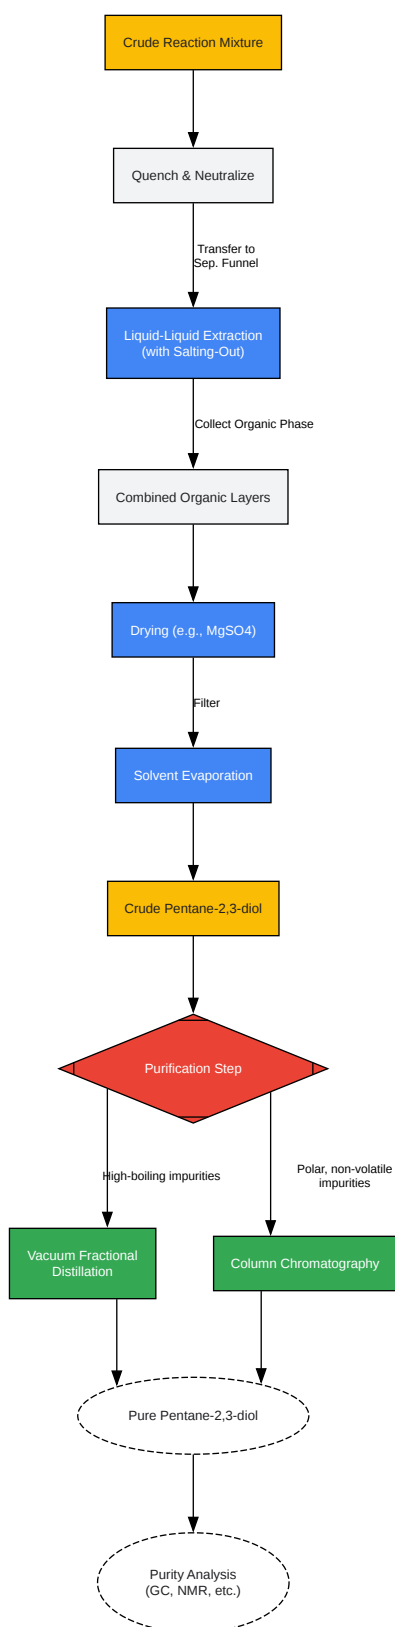 Crude Reaction Mixture
Quench & Neutralize
Transfer to
Sep. Funnel
Liquid-Liquid Extraction
(with Salting-Out)
Collect Organic Phase
Combined Organic Layers
Drying (e.g., MgSO4)
Filter
Solvent Evaporation
Crude Pentane-2,3-diol
Purification Step
High-boiling impurities
Polar, non-volatile
impurities
Vacuum Fractional
Distillation
Column Chromatography
Pure Pentane-2,3-diol
Purity Analysis
(GC, NMR, etc.)